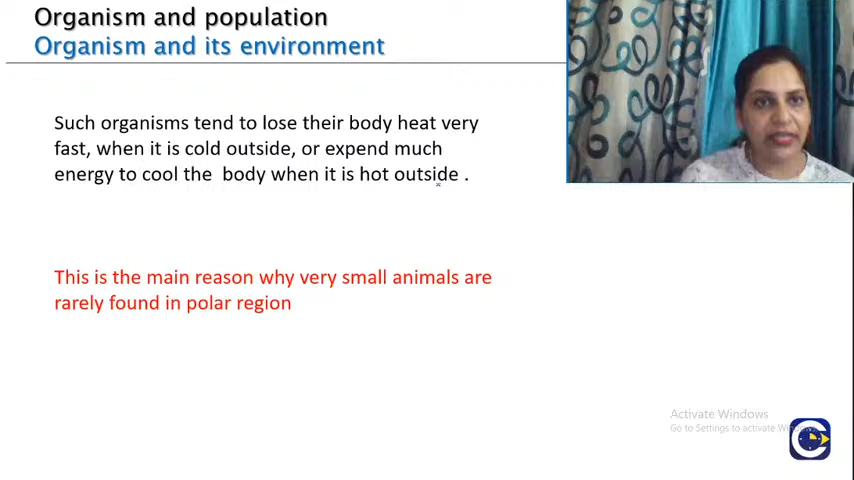 Organism and population
Organism and its environment
Such organisms tend to lose their body heat very
fast, when it is cold outside, or expend much
energy to cool the body when it is hot outside .
This is the main reason why very small animals are
rarely found in polar region
Activate Windows
Go to Settings to activate